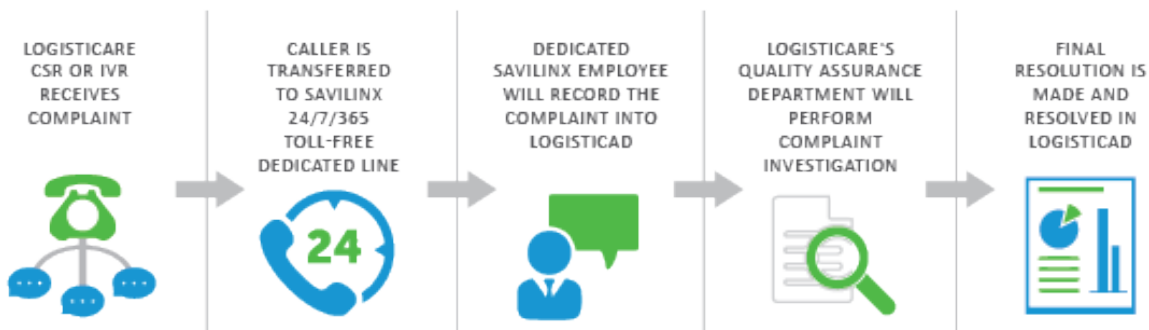 LOGISTICARE
CSR OR IVR
RECEIVES
COMPLAINT
CALLER IS
TRANSFERRED
TO SAVILINX
24/7/365
TOLL-FREE
DEDICATED LINE
24
DEDICATED
SAVILINX EMPLOYEE
WILL RECORD THE
COMPLAINT INTO
LOGISTICAD
LOGISTICARE'S
QUALITY ASSURANCE
DEPARTMENT WILL
PERFORM
COMPLAINT
INVESTIGATION
FINAL
RESOLUTION IS
MADE AND
RESOLVED IN
LOGISTICAD